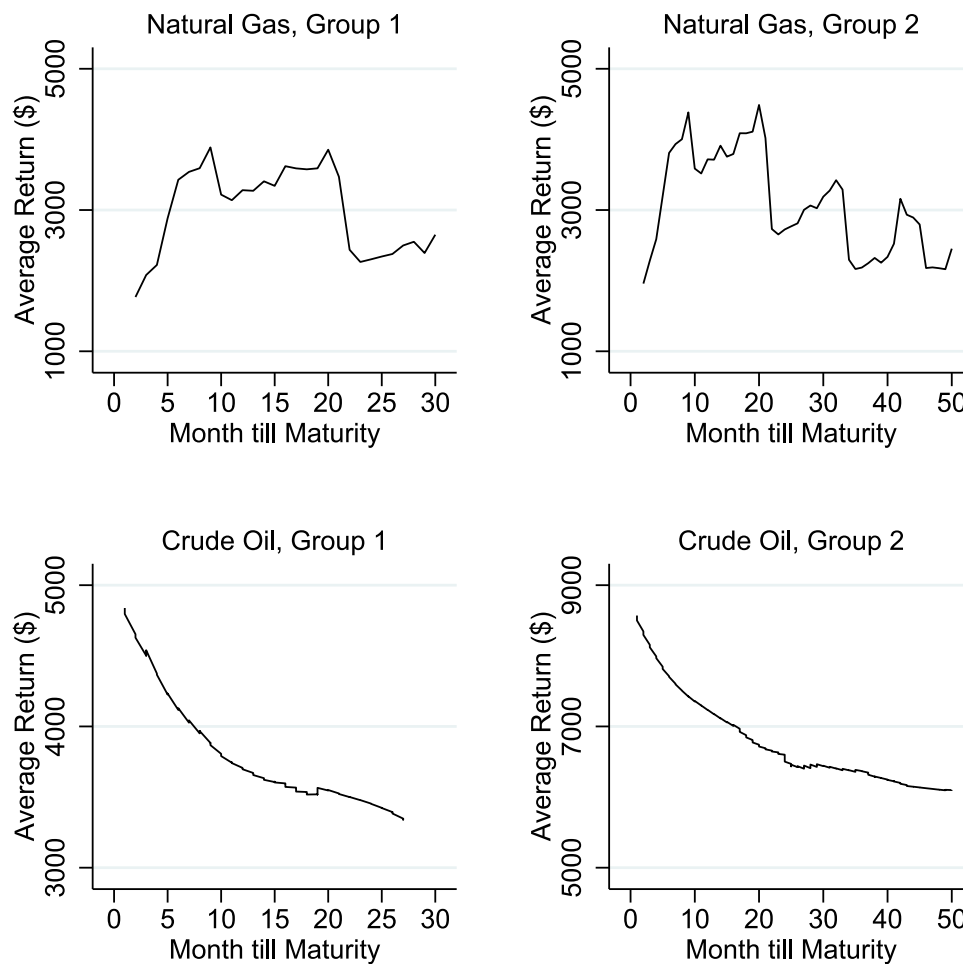 Natural Gas, Group 1
Average Return ($)
5000
3000
1000
0 5 10 15 20 25 30
Month till Maturity
Natural Gas, Group 2
Average Return ($)
5000
3000
1000
0 10 20 30 40 50
Month till Maturity
Crude Oil, Group 1
Average Return ($)
5000
4000
3000
0 5 10 15 20 25 30
Month till Maturity
Crude Oil, Group 2
Average Return ($)
9000
7000
5000
0 10 20 30 40 50
Month till Maturity